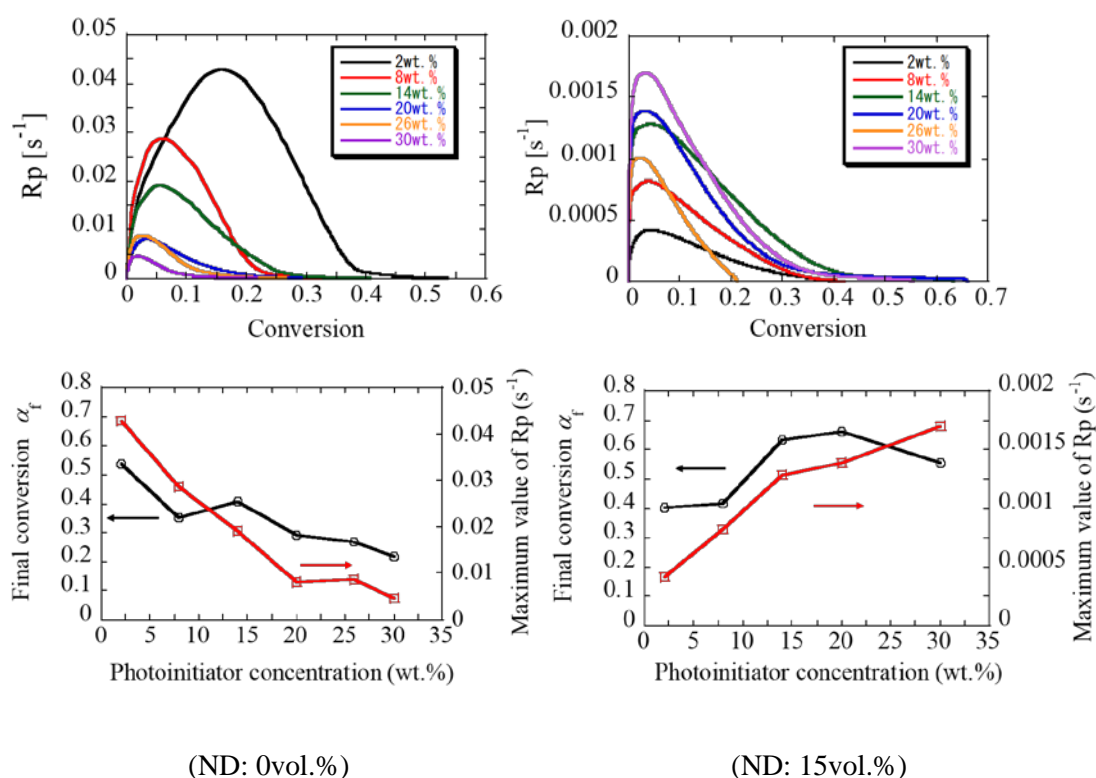 0.05
0.04
0.03
0.02
0.01
0
Rp [s⁻¹]
2wt.%
8wt.%
14wt.%
20wt.%
26wt.%
30wt.%
0 0.1 0.2 0.3 0.4 0.5 0.6
Conversion
0.002
0.0015
0.001
0.0005
0
Rp [s⁻¹]
2wt.%
8wt.%
14wt.%
20wt.%
26wt.%
30wt.%
0 0.1 0.2 0.3 0.4 0.5 0.6 0.7
Conversion
0.8
0.7
0.6
0.5
0.4
0.3
0.2
0.1
0
Final conversion α_f
0.05
0.04
0.03
0.02
0.01
0
Maximum value of Rp (s⁻¹)
0 5 10 15 20 25 30 35
Photoinitiator concentration (wt.%)
0.8
0.7
0.6
0.5
0.4
0.3
0.2
0.1
0
Final conversion α_f
0.002
0.0015
0.001
0.0005
0
Maximum value of Rp (s⁻¹)
0 5 10 15 20 25 30 35
Photoinitiator concentration (wt.%)
(ND: 0vol.%)
(ND: 15vol.%)